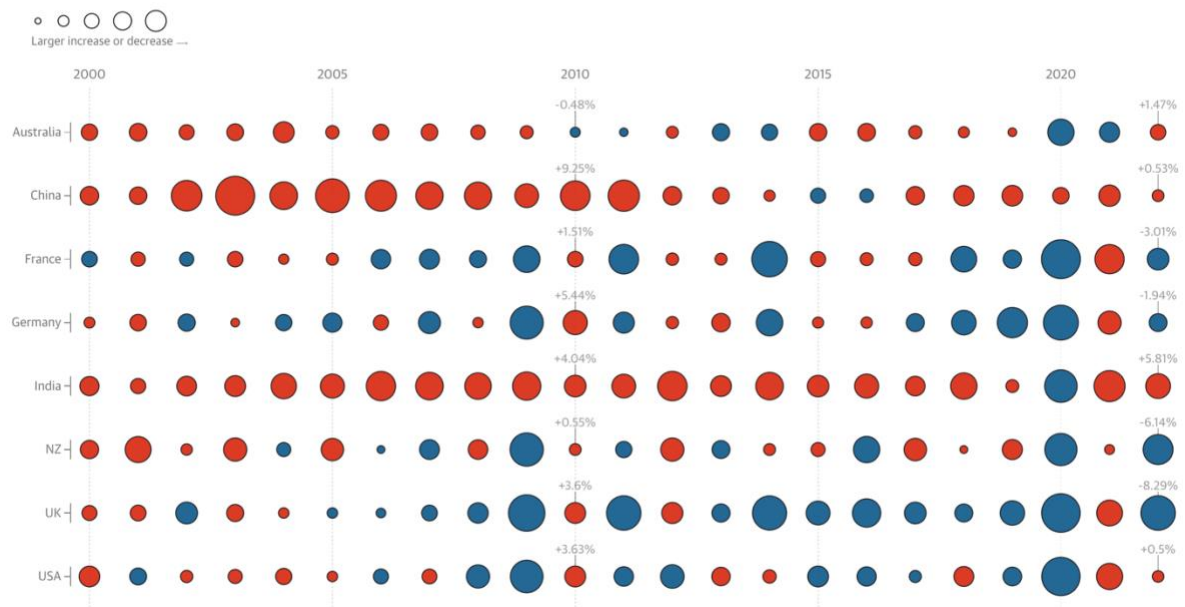 Larger increase or decrease →
2000 2005 2010 2015 2020
-0.48% +1.47%
Australia
+9.25% +0.53%
China
+1.51% -3.01%
France
+5.44% -1.94%
Germany
+4.04% +5.81%
India
+0.55% -6.14%
NZ
+3.6% -8.29%
UK
+3.63% +0.5%
USA